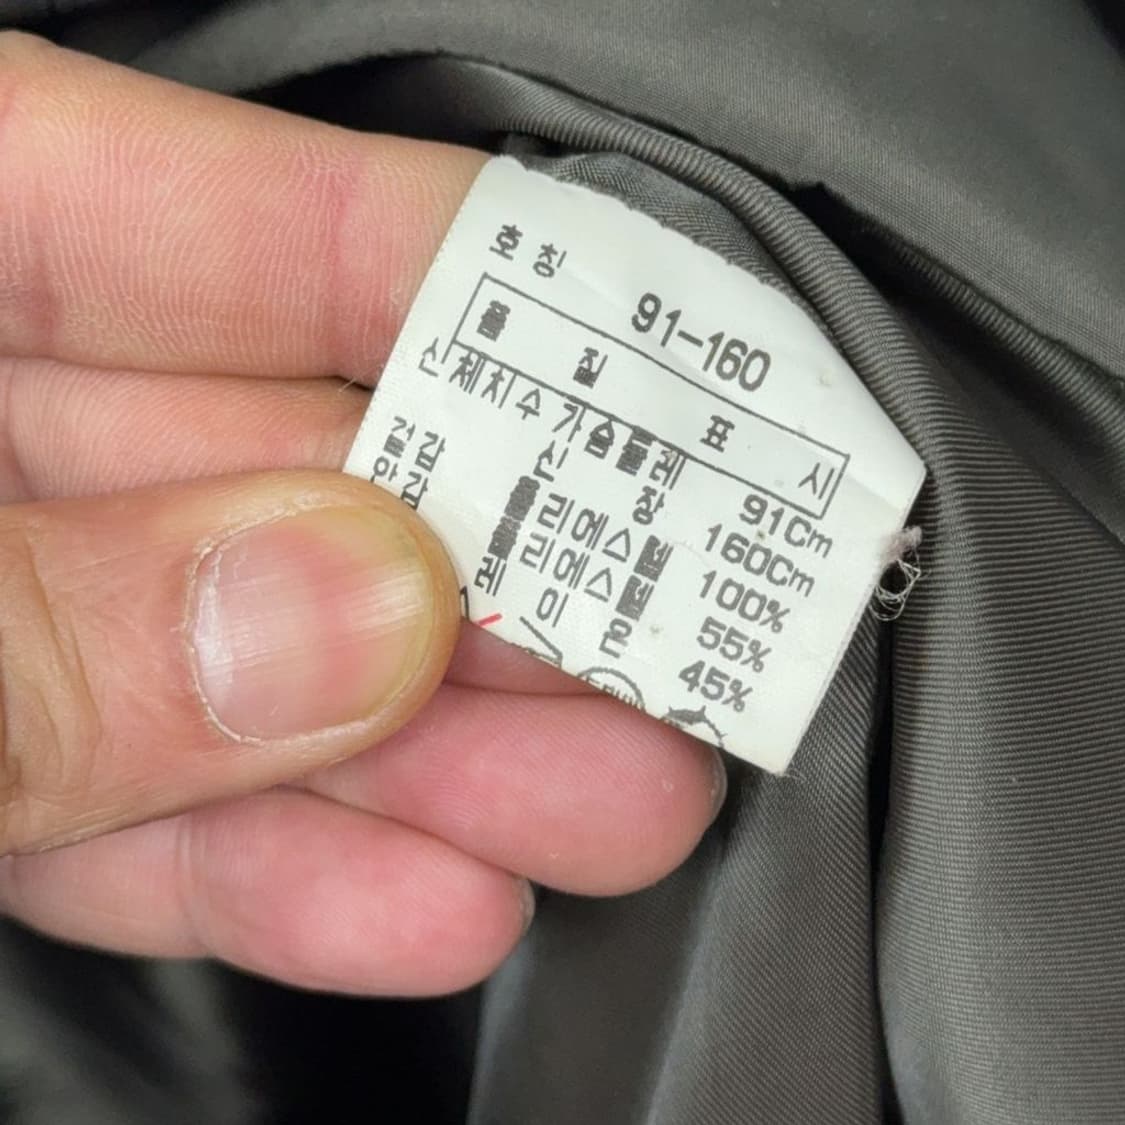 호칭 91-160
품질표시
신체치수 가슴둘레 91Cm
신장 160Cm
겉감 폴리에스텔 100%
안감 폴리에스텔 55%
레이온 45%